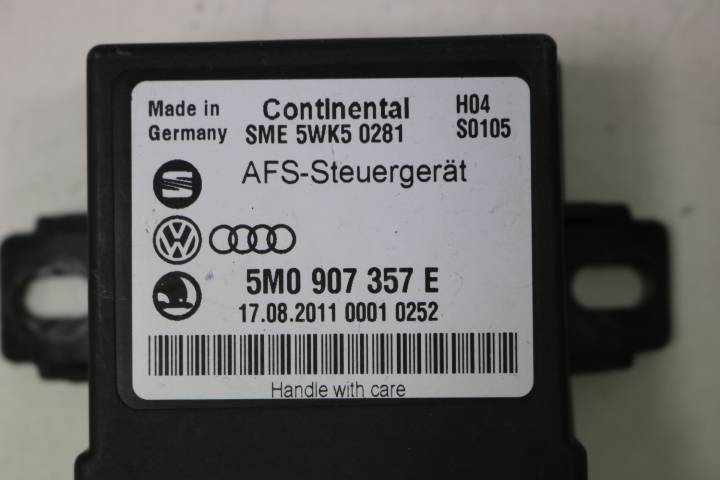 Made in Continental H04
Germany SME 5WK5 0281 S0105
AFS-Steuergerät
5M0 907 357 E
17.08.2011 0001 0252
Handle with care